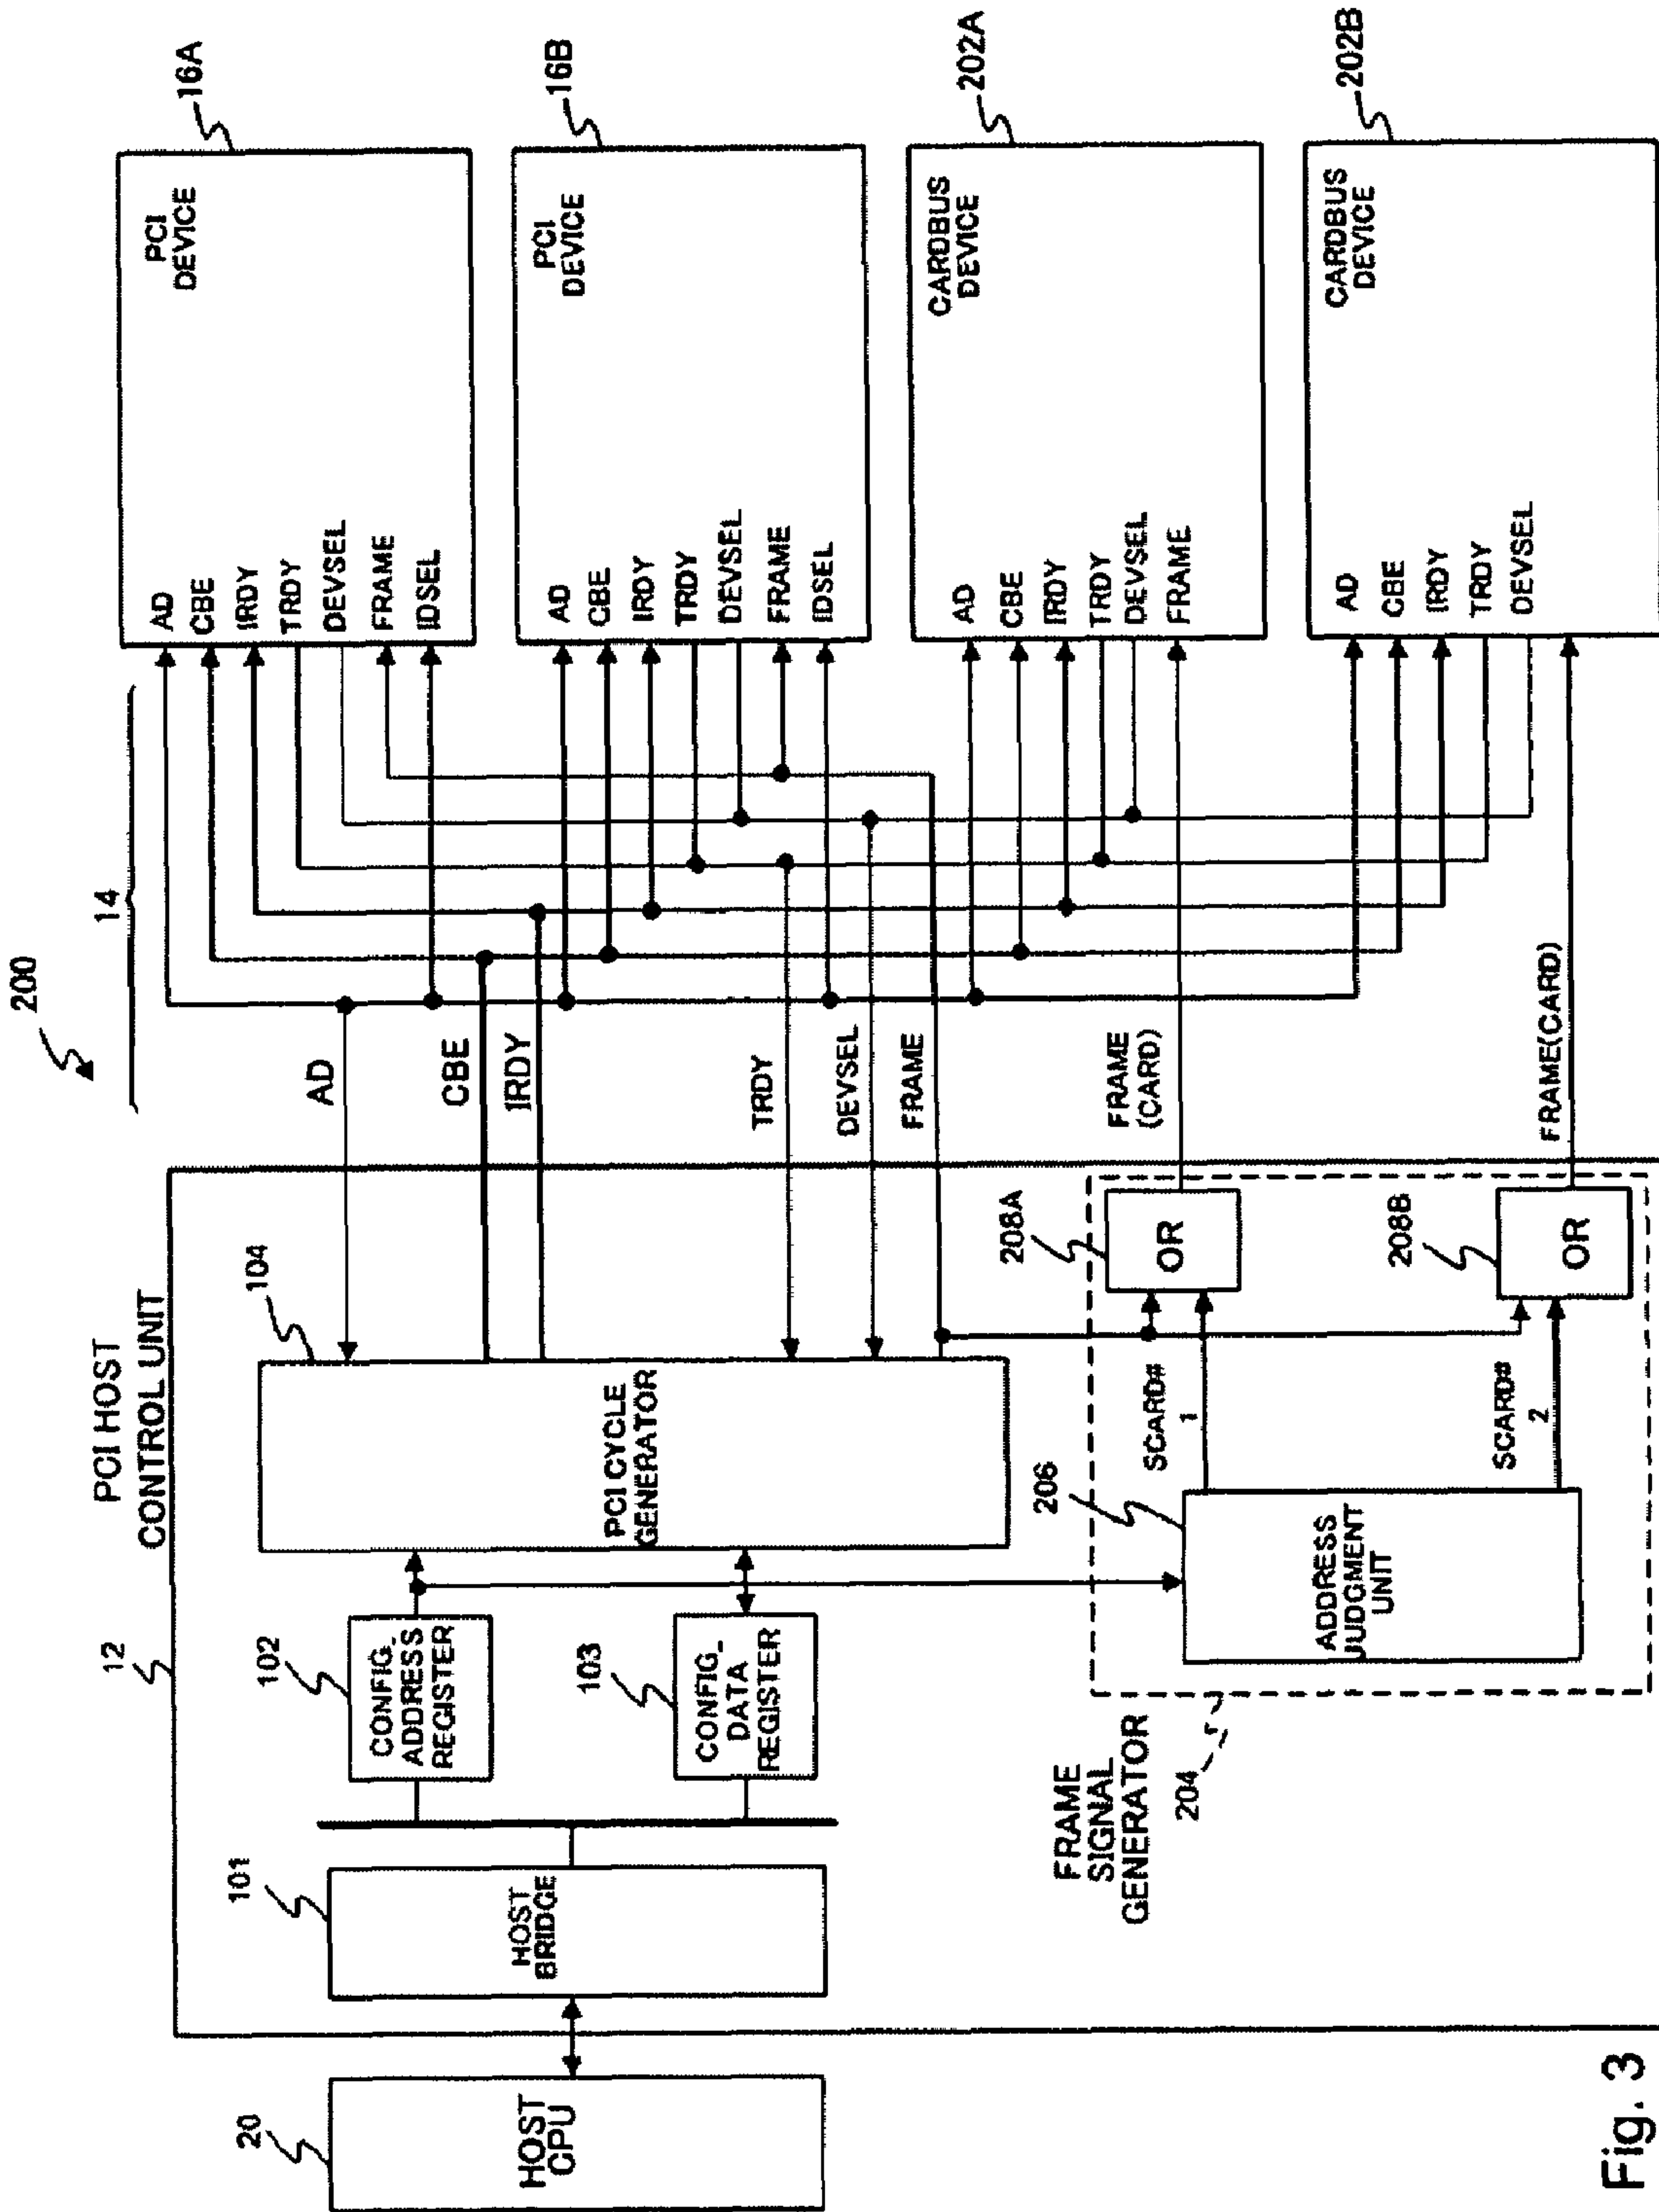 200
14
PCI HOST
CONTROL UNIT
12
20
HOST
CPU
101
HOST
BRIDGE
102
CONFIG_
ADDRESS
REGISTER
103
CONFIG_
DATA
REGISTER
104
PCI CYCLE
GENERATOR
AD
CBE
IRDY
TRDY
DEVSEL
FRAME
FRAME
(CARD)
FRAME(CARD)
FRAME
SIGNAL
GENERATOR
204
206
ADDRESS
JUDGMENT
UNIT
SCARD#
1
SCARD#
2
208A
OR
208B
OR
16A
PCI
DEVICE
AD
CBE
IRDY
TRDY
DEVSEL
FRAME
IDSEL
16B
PCI
DEVICE
AD
CBE
IRDY
TRDY
DEVSEL
FRAME
IDSEL
202A
CARDBUS
DEVICE
AD
CBE
IRDY
TRDY
DEVSEL
FRAME
202B
CARDBUS
DEVICE
AD
CBE
IRDY
TRDY
DEVSEL
Fig. 3